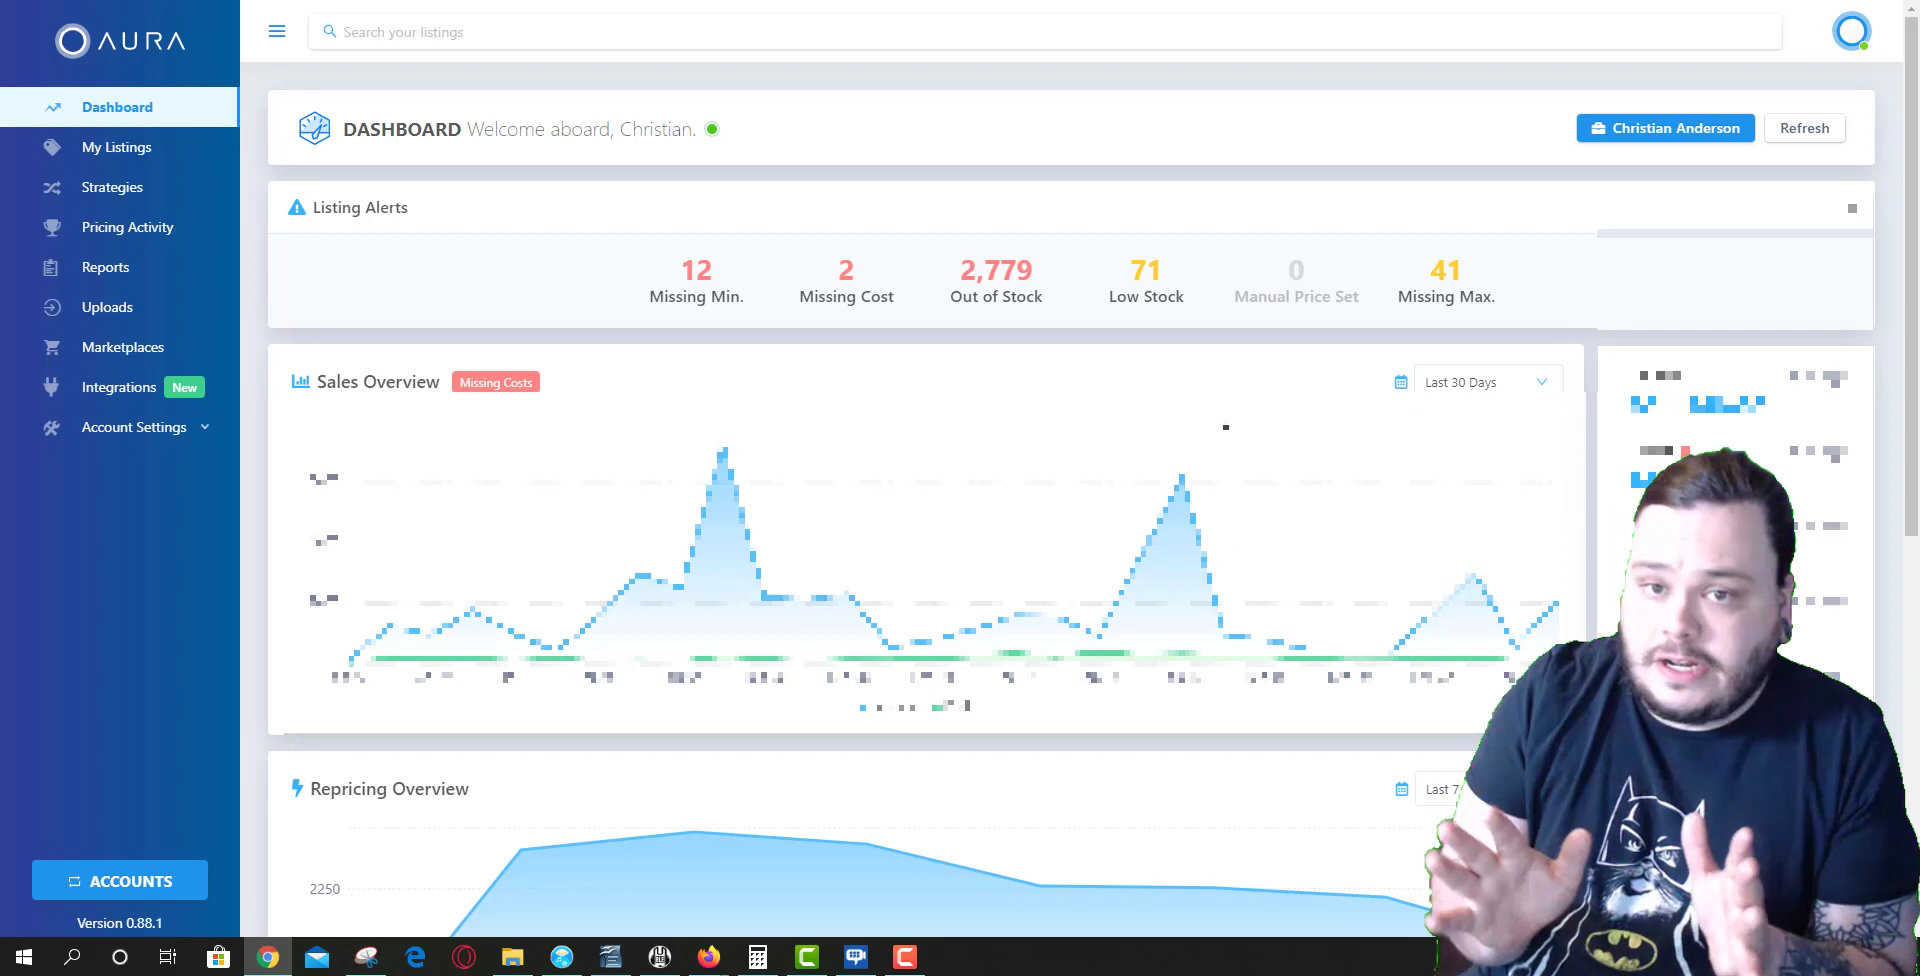 AURA
Search your listings
Dashboard
My Listings
Strategies
Pricing Activity
Reports
Uploads
Marketplaces
Integrations New
Account Settings
ACCOUNTS
Version 0.88.1
DASHBOARD Welcome aboard, Christian.
Christian Anderson
Refresh
Listing Alerts
12
Missing Min.
2
Missing Cost
2,779
Out of Stock
71
Low Stock
0
Manual Price Set
41
Missing Max.
Sales Overview
Missing Costs
Last 30 Days
Repricing Overview
Last 7
2250